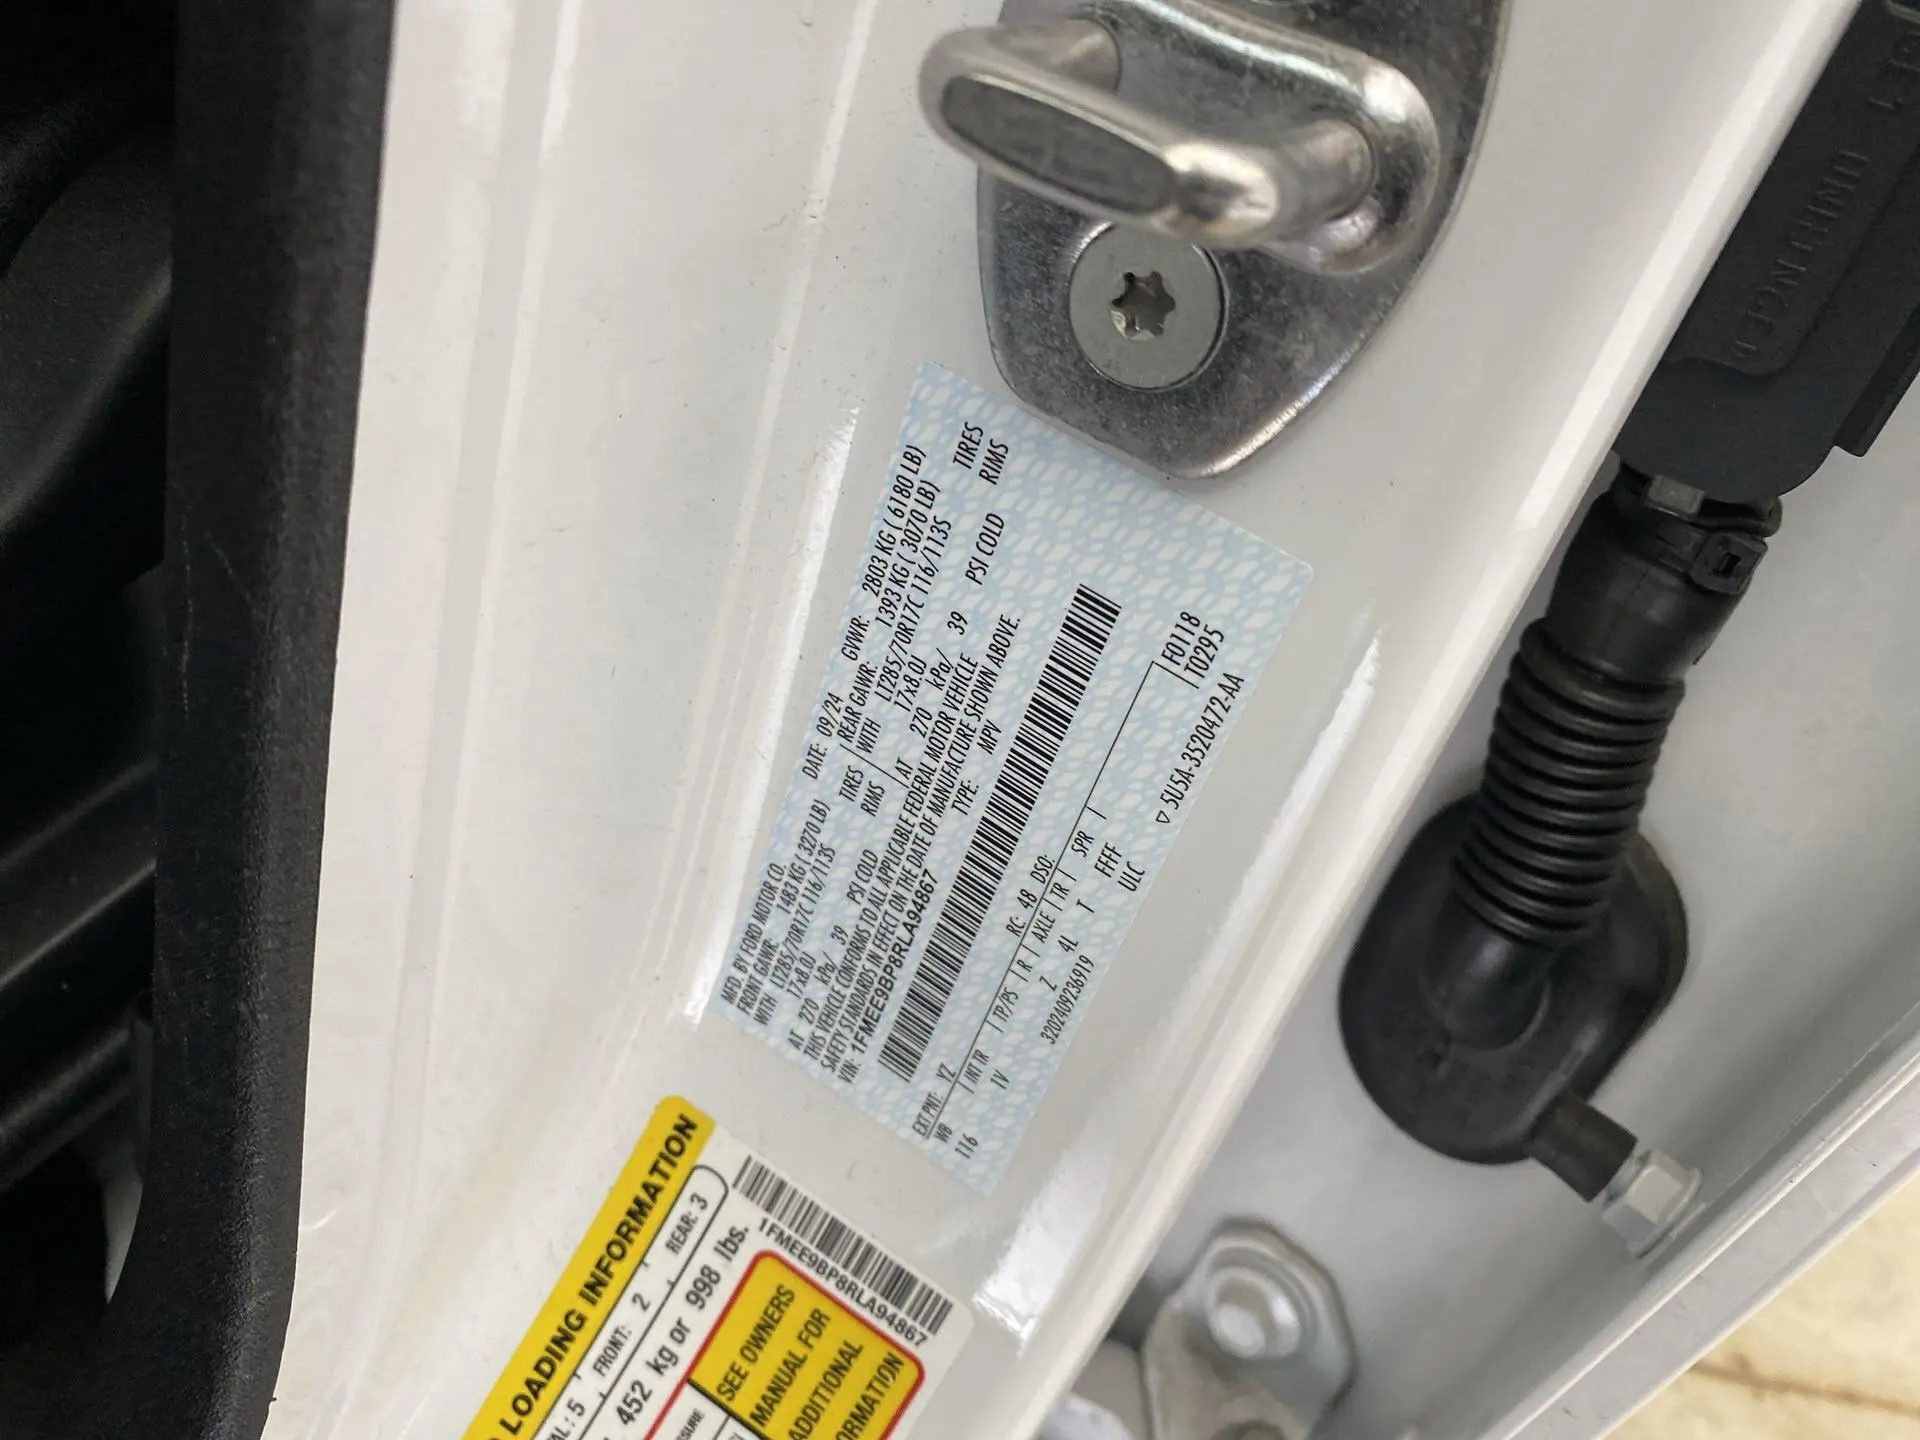 MFD. BY FORD MOTOR CO. DATE: 09/24 GVWR: 2803 KG ( 6180 LB)
FRONT GAWR: 1483 KG ( 3270 LB) REAR GAWR: 1393 KG ( 3070 LB)
WITH LT285/70R17C 116/113S TIRES WITH LT285/70R17C 116/113S TIRES
17x8.0J RIMS 17x8.0J RIMS
AT 270 kPa/ 39 PSI COLD AT 270 kPa/ 39 PSI COLD
THIS VEHICLE CONFORMS TO ALL APPLICABLE FEDERAL MOTOR VEHICLE
SAFETY STANDARDS IN EFFECT ON THE DATE OF MANUFACTURE SHOWN ABOVE.
VIN: 1FMEE9BP8RLA94867 TYPE: MPV
EXT PNT: YZ RC: 48 DSO:
WB INT TR TP/PS R AXLE TR SPR F0118
116 1V Z 4L T FFFF T0295
3202409236919 ULC
▽ 5U5A-3520472-AA
LOADING INFORMATION
5 FRONT: 2 REAR: 3
452 kg or 998 lbs.
1FMEE9BP8RLA94867
SEE OWNERS
MANUAL FOR
ADDITIONAL
UNHINGED